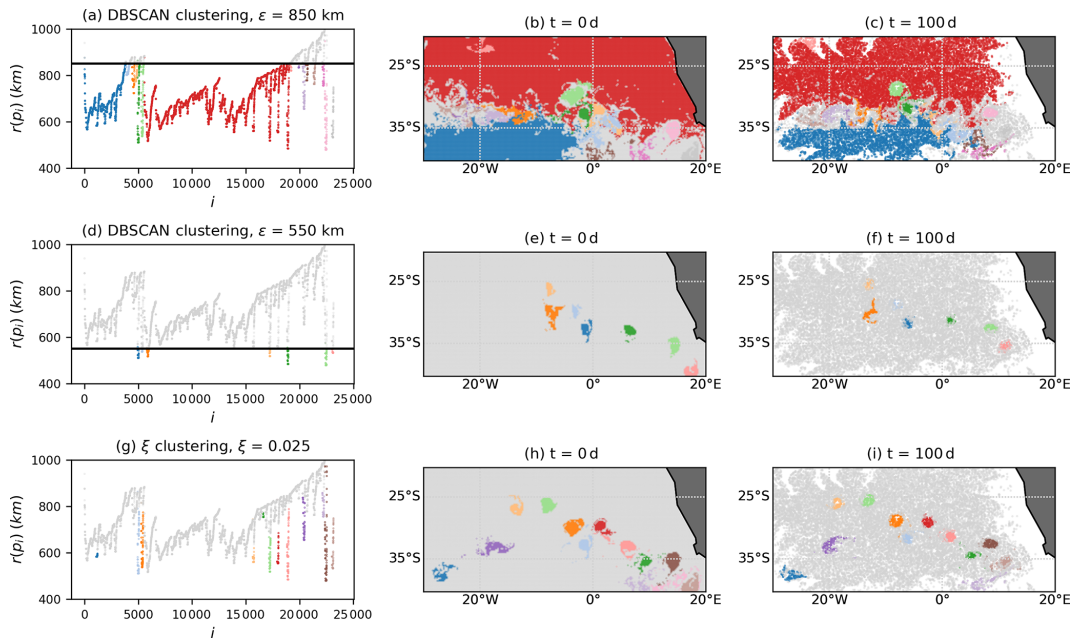 (a) DBSCAN clustering, ε = 850 km
(b) t = 0 d
(c) t = 100 d
1000
800
600
400
r(pᵢ) (km)
0
5000
10000
15000
20000
25000
i
25°S
35°S
20°W
0°
20°E
25°S
35°S
20°W
0°
20°E
(d) DBSCAN clustering, ε = 550 km
(e) t = 0 d
(f) t = 100 d
1000
800
600
400
r(pᵢ) (km)
0
5000
10000
15000
20000
25000
i
25°S
35°S
20°W
0°
20°E
25°S
35°S
20°W
0°
20°E
(g) ξ clustering, ξ = 0.025
(h) t = 0 d
(i) t = 100 d
1000
800
600
400
r(pᵢ) (km)
0
5000
10000
15000
20000
25000
i
25°S
35°S
20°W
0°
20°E
25°S
35°S
20°W
0°
20°E